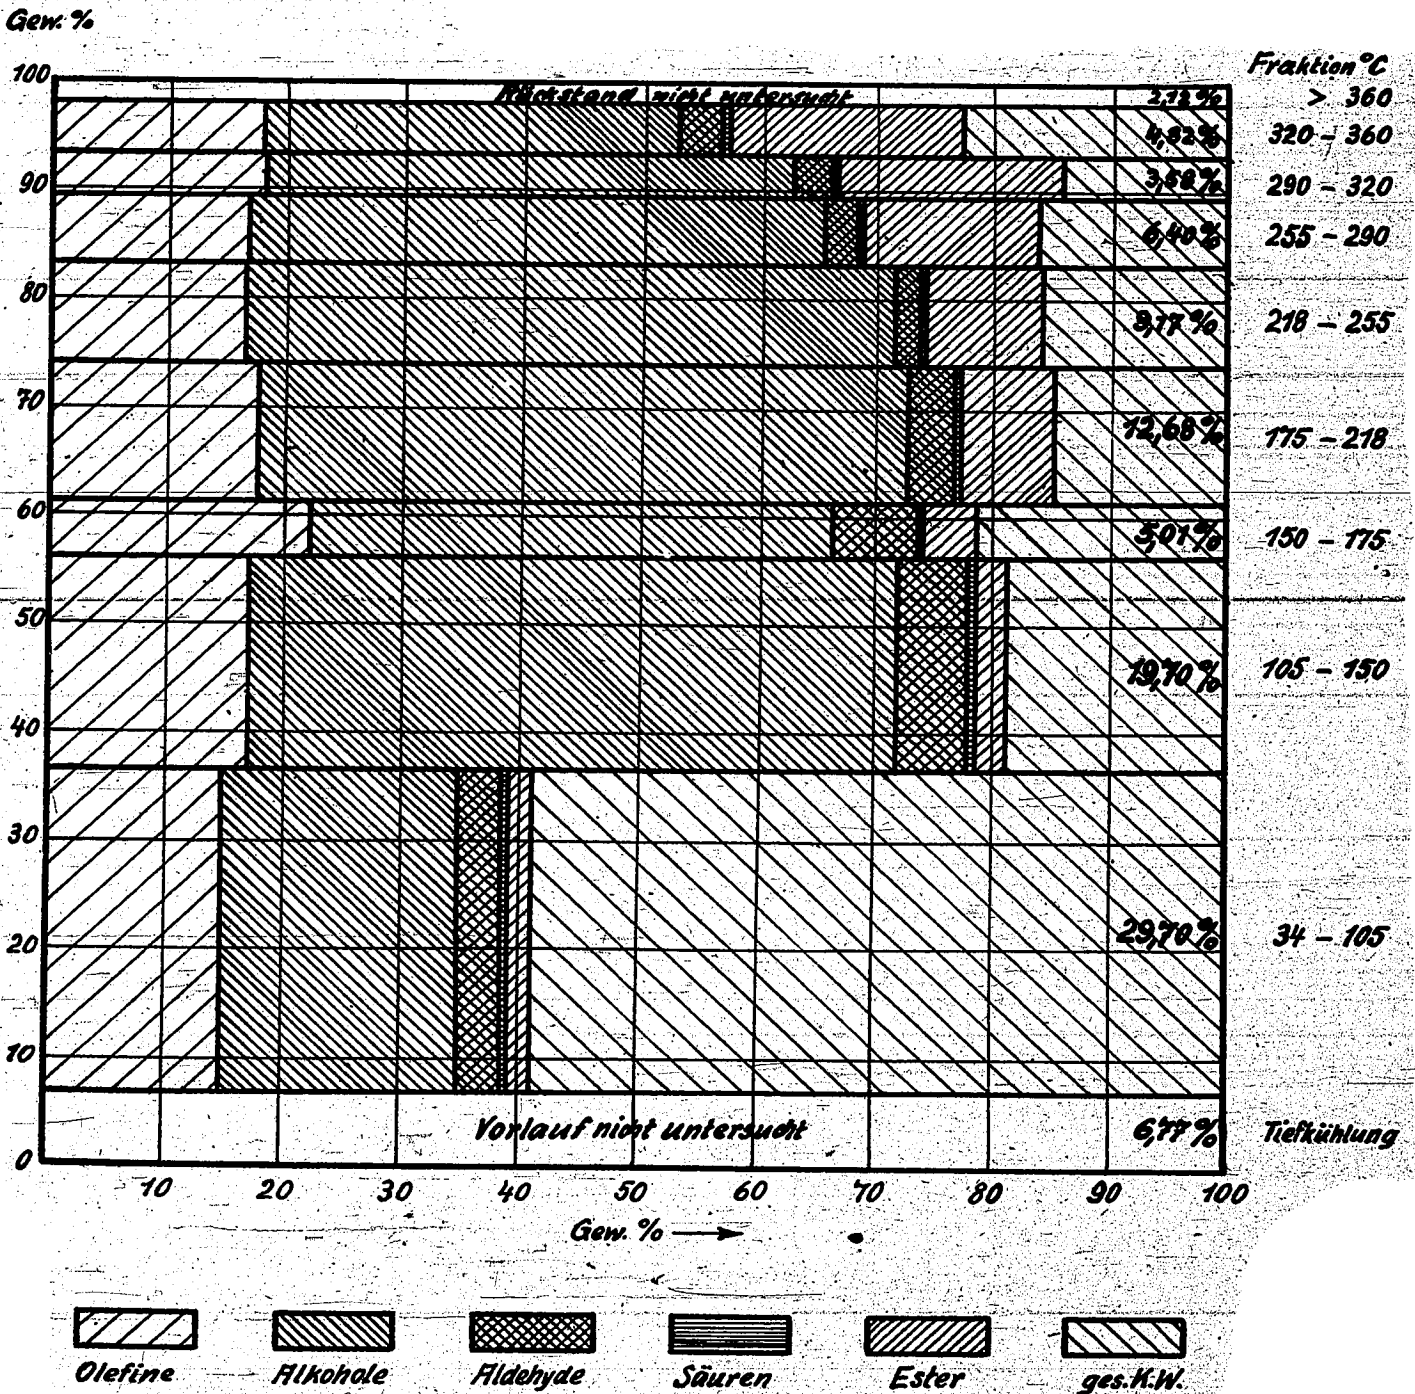 Gew. %
Fraktion °C
100
Rückstand nicht untersucht 2,12 % > 360
4,82 % 320 – 360
90 3,58 % 290 – 320
6,40 % 255 – 290
80 9,17 % 218 – 255
70 12,68 % 175 – 218
60 5,01 % 150 – 175
50
19,70 % 105 – 150
40
30
20 29,70 % 34 – 105
10
Vorlauf nicht untersucht 6,77 % Tiefkühlung
0
10 20 30 40 50 60 70 80 90 100
Gew. %
Olefine Alkohole Aldehyde Säuren Ester ges. K.W.